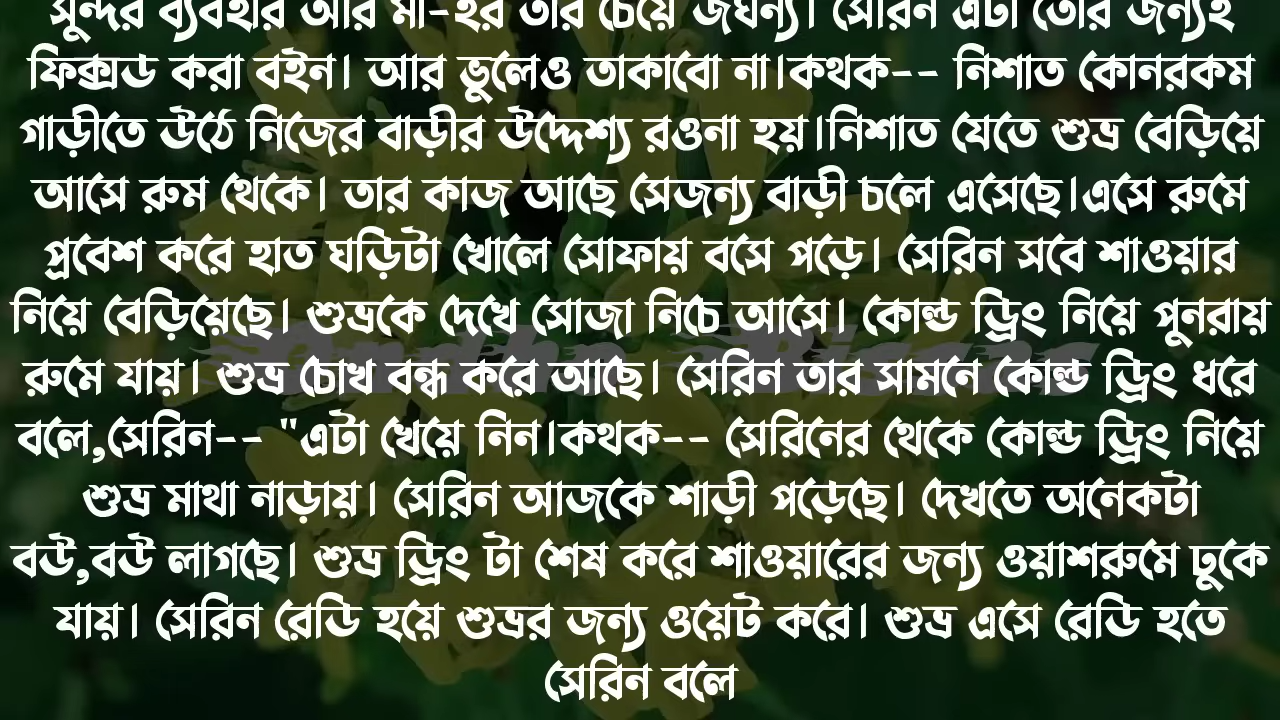 সুন্দর ব্যবহার আর মা-ইর তার চেয়ে জঘন্য। সেরিন এটা তোর জন্যই
ফিক্সড করা বইন। আর ভুলেও তাকাবো না।কথক-- নিশাত কোনরকম
গাড়ীতে উঠে নিজের বাড়ীর উদ্দেশ্য রওনা হয়।নিশাত যেতে শুভ্র বেড়িয়ে
আসে রুম থেকে। তার কাজ আছে সেজন্য বাড়ী চলে এসেছে।এসে রুমে
প্রবেশ করে হাত ঘড়িটা খোলে সোফায় বসে পড়ে। সেরিন সবে শাওয়ার
নিয়ে বেড়িয়েছে। শুভ্রকে দেখে সোজা নিচে আসে। কোল্ড ড্রিং নিয়ে পুনরায়
রুমে যায়। শুভ্র চোখ বন্ধ করে আছে। সেরিন তার সামনে কোল্ড ড্রিং ধরে
বলে,সেরিন-- "এটা খেয়ে নিন।কথক-- সেরিনের থেকে কোল্ড ড্রিং নিয়ে
শুভ্র মাথা নাড়ায়। সেরিন আজকে শাড়ী পড়েছে। দেখতে অনেকটা
বউ,বউ লাগছে। শুভ্র ড্রিং টা শেষ করে শাওয়ারের জন্য ওয়াশরুমে ঢুকে
যায়। সেরিন রেডি হয়ে শুভ্রর জন্য ওয়েট করে। শুভ্র এসে রেডি হতে
সেরিন বলে